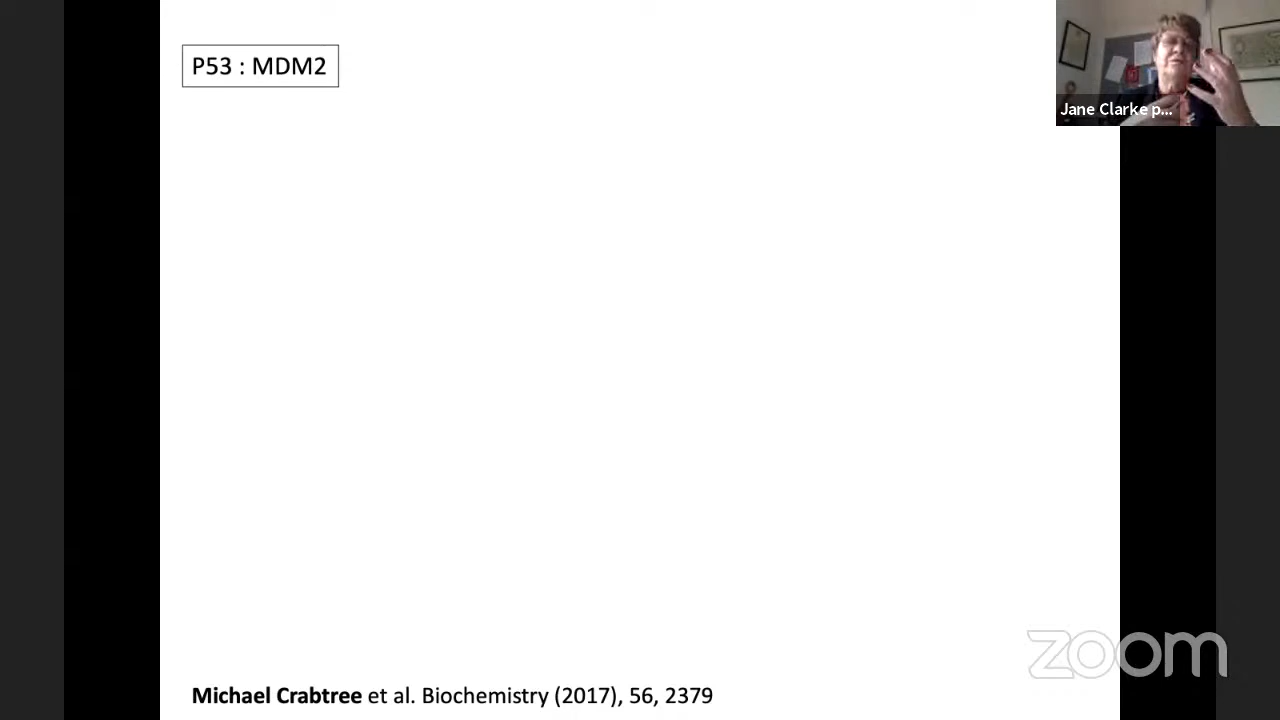 P53 : MDM2
Jane Clarke p...
zoom
Michael Crabtree et al. Biochemistry (2017), 56, 2379